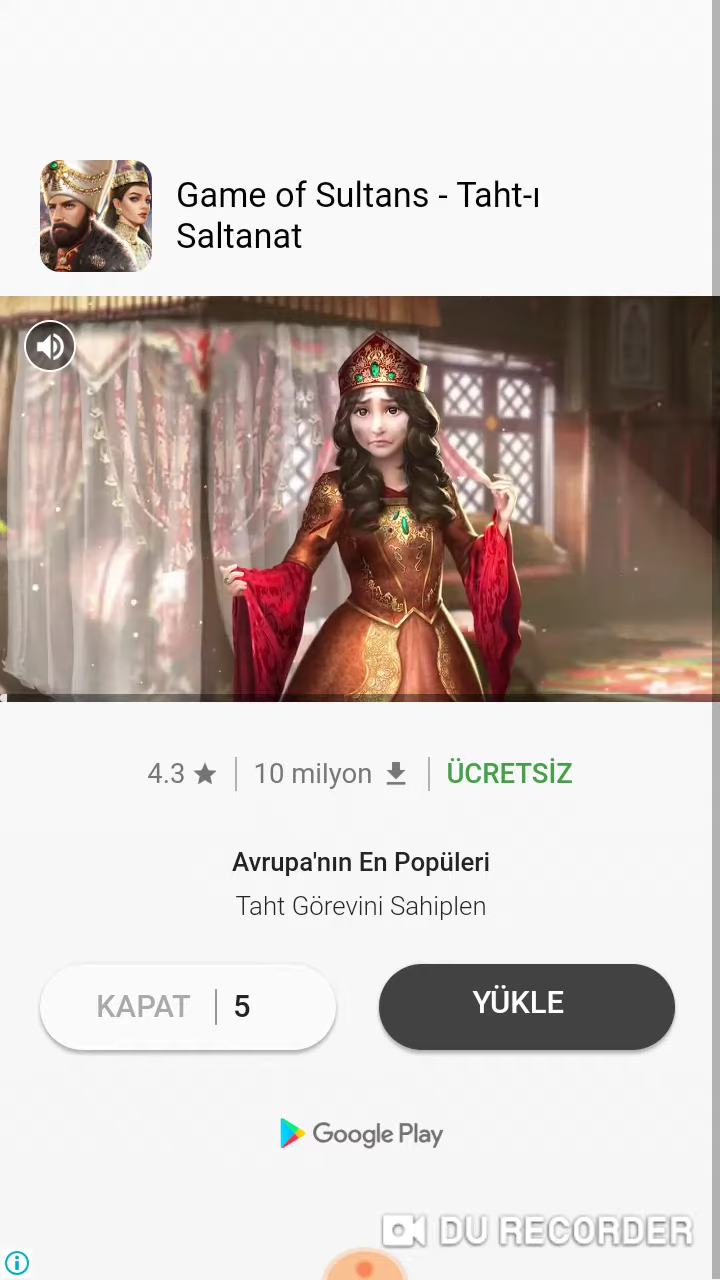 Game of Sultans - Taht-ı
Saltanat
4.3 ★ | 10 milyon | ÜCRETSİZ
Avrupa'nın En Popüleri
Taht Görevini Sahiplen
KAPAT | 5
YÜKLE
Google Play
DU RECORDER